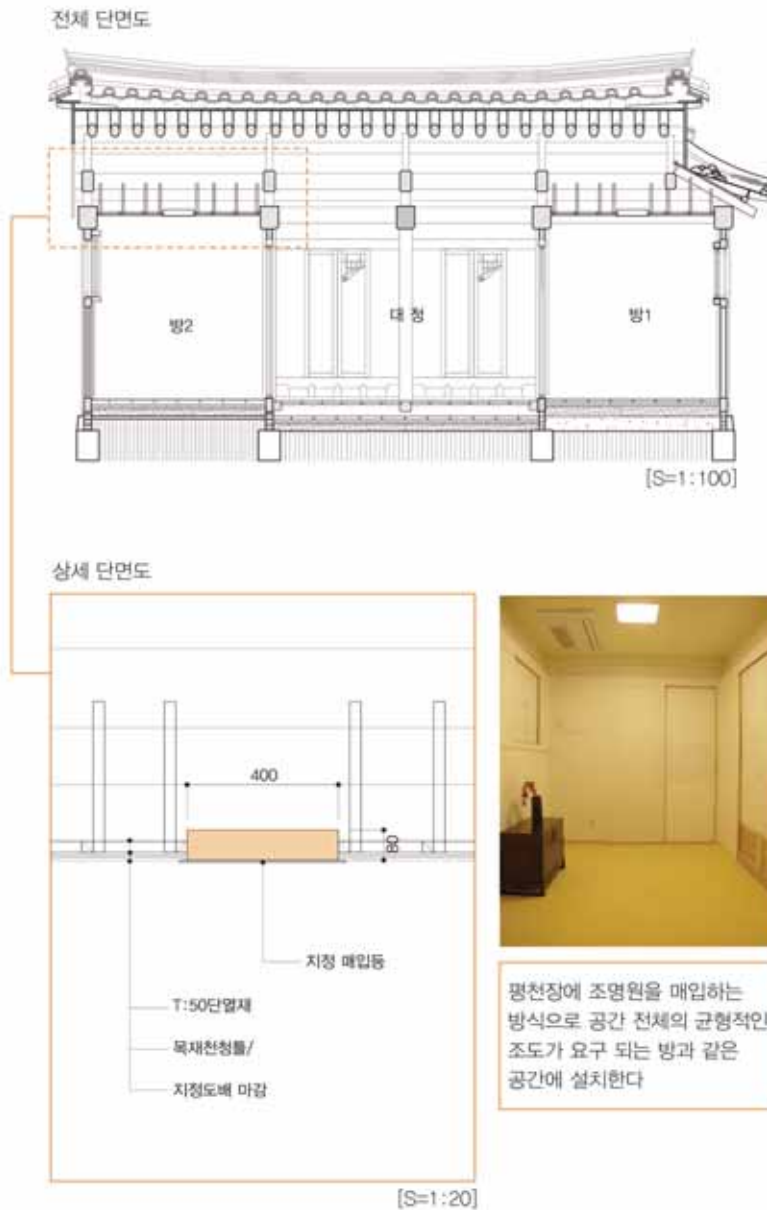 전체 단면도
방2
대 청
방1
[S=1:100]
상세 단면도
400
80
지정 매입등
T:50단열재
목재천청틀/
지정도배 마감
[S=1:20]
평천장에 조명원을 매입하는
방식으로 공간 전체의 균형적인
조도가 요구 되는 방과 같은
공간에 설치한다